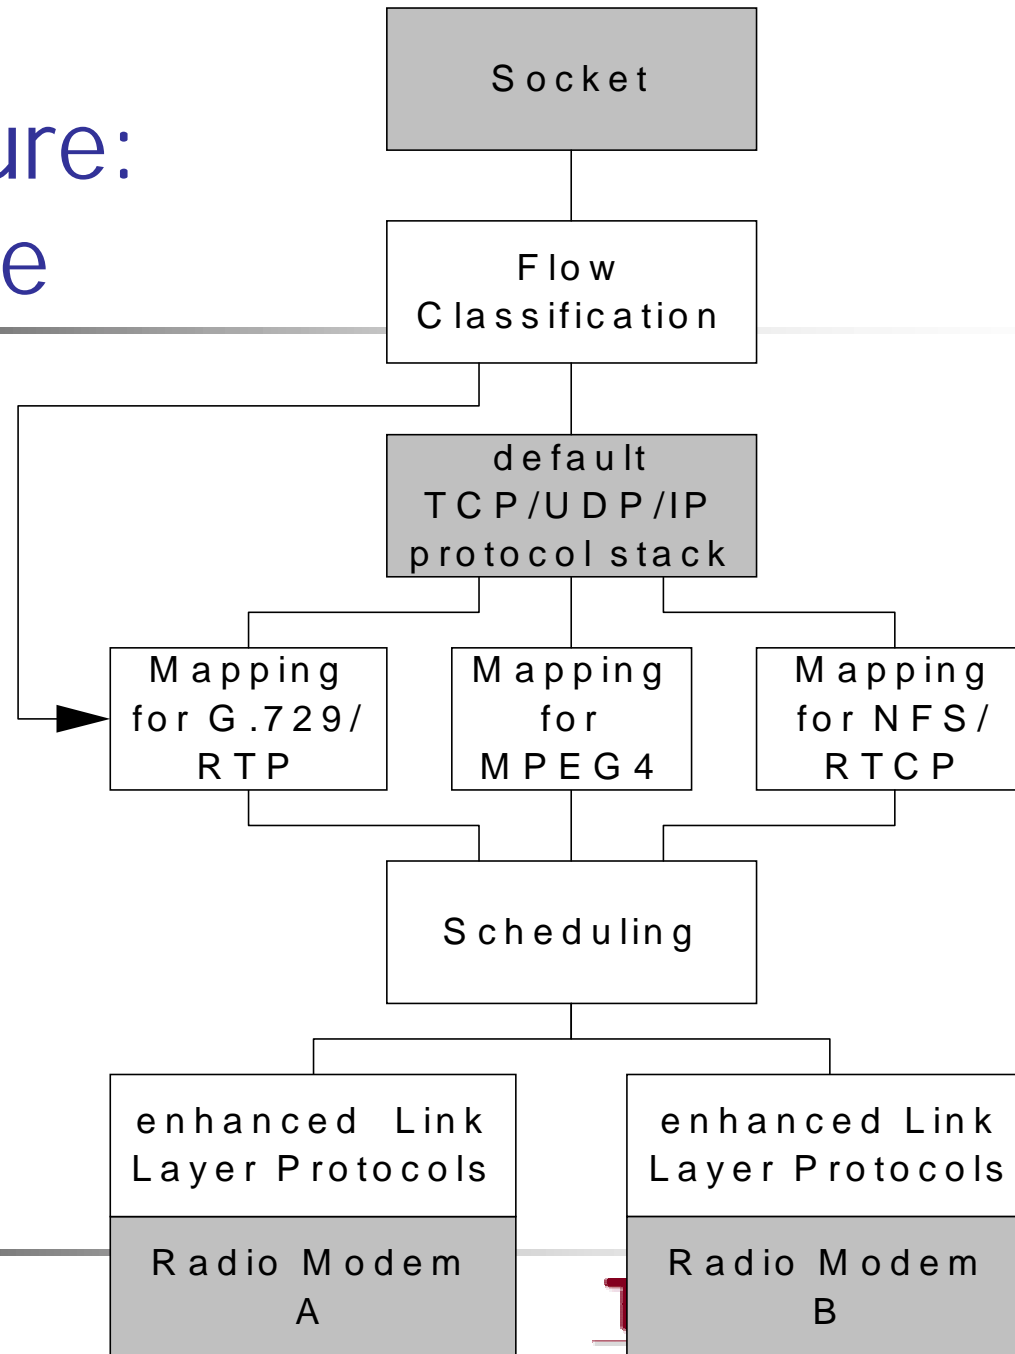 ure:
e
Socket
Flow
Classification
default
TCP/UDP/IP
protocol stack
Mapping
for G.729/
RTP
Mapping
for
MPEG4
Mapping
for NFS/
RTCP
Scheduling
enhanced Link
Layer Protocols
enhanced Link
Layer Protocols
Radio Modem
A
Radio Modem
B
T